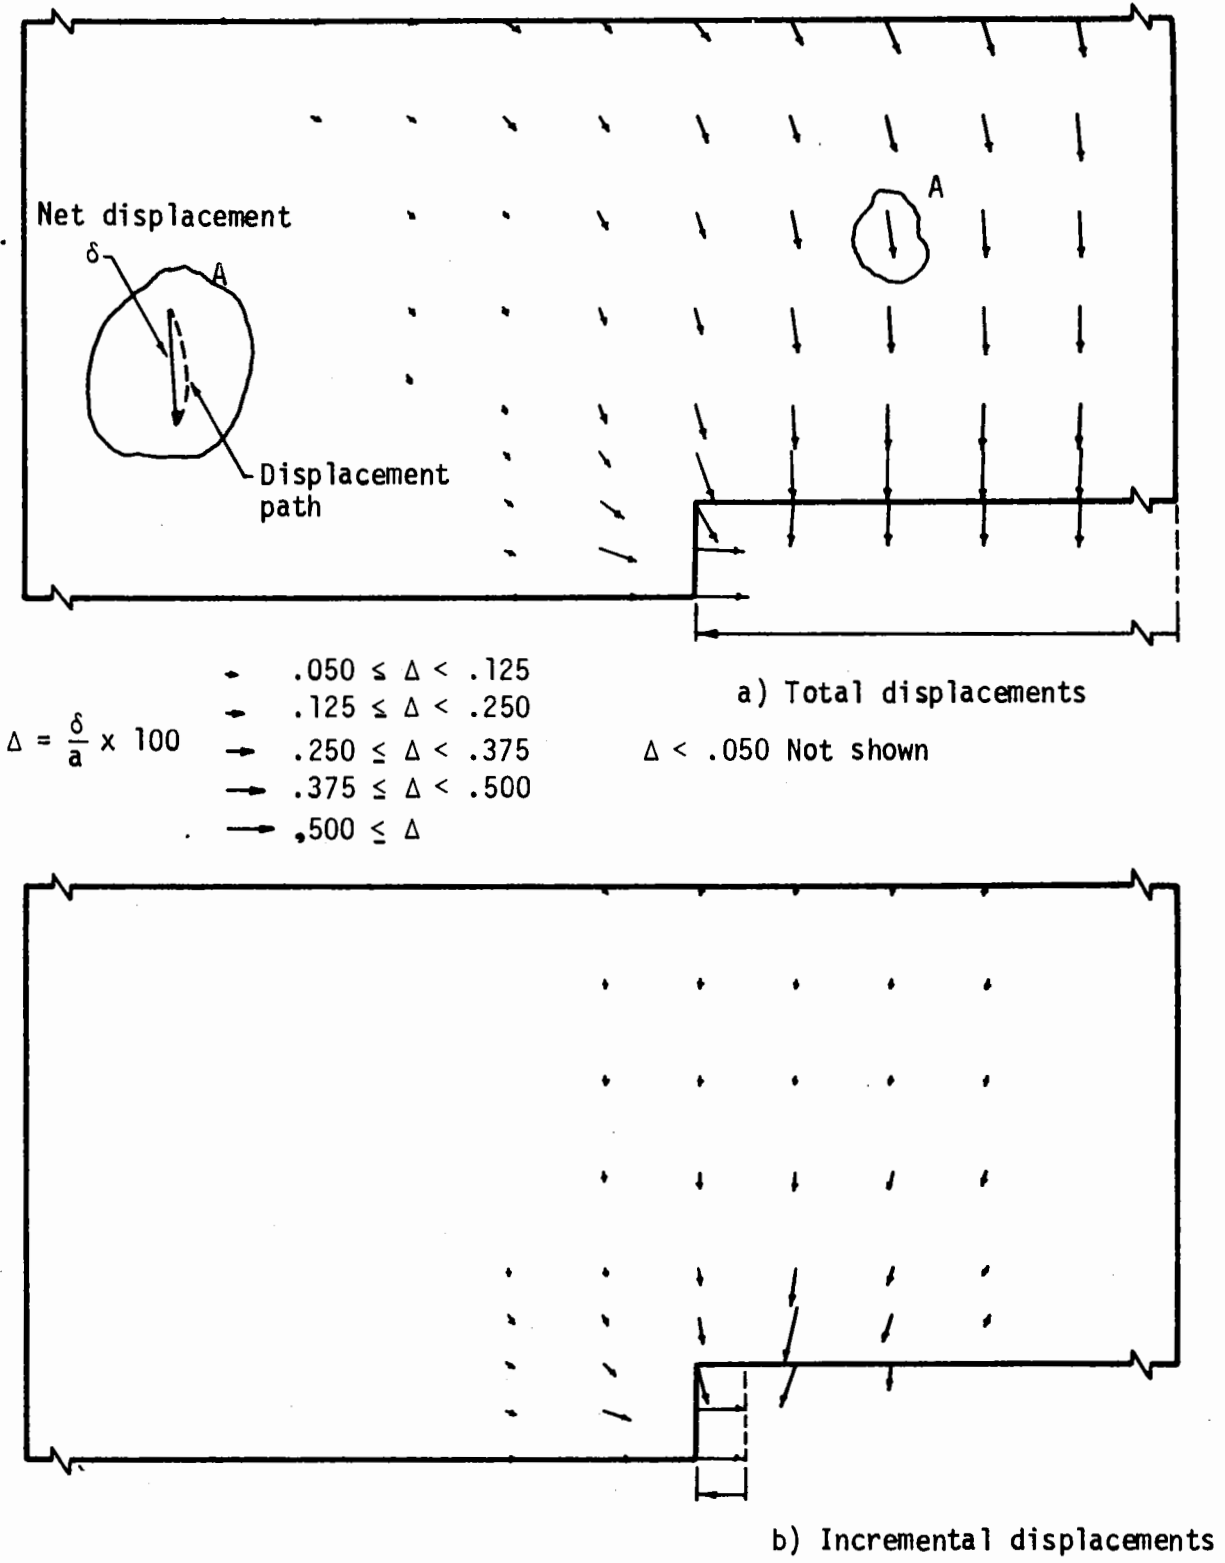 A
Net displacement
δ
A
Displacement
path
a) Total displacements
Δ = δ/a x 100
.050 ≤ Δ < .125
.125 ≤ Δ < .250
.250 ≤ Δ < .375
.375 ≤ Δ < .500
.500 ≤ Δ
Δ < .050 Not shown
b) Incremental displacements